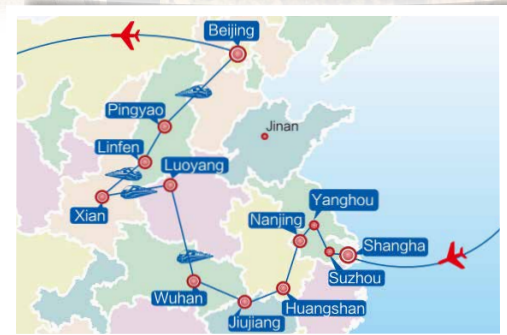 Beijing
Pingyao
Jinan
Linfen
Luoyang
Xian
Yanghou
Nanjing
Shangha
Suzhou
Wuhan
Huangshan
Jiujiang